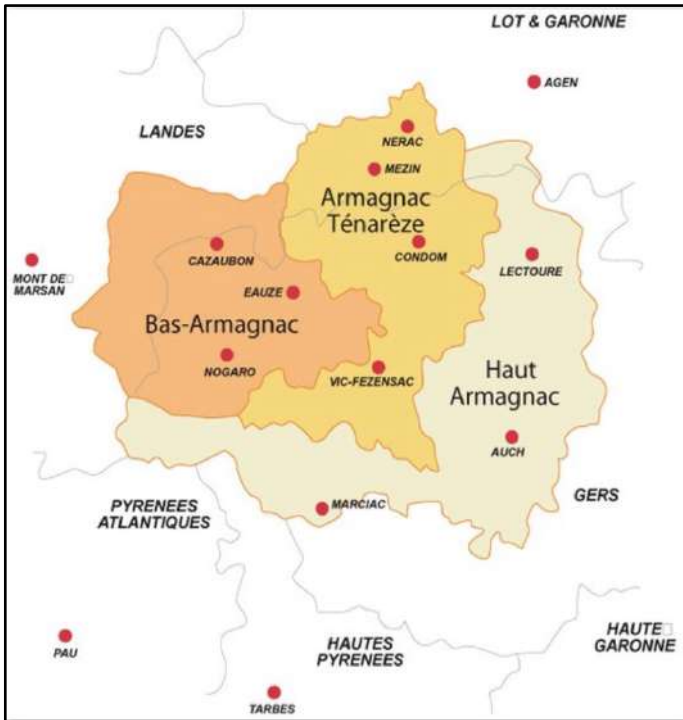 LOT & GARONNE
AGEN
LANDES
NERAC
MEZIN
Armagnac
Ténarèze
CAZAUBON
CONDOM
LECTOURE
MONT DE
MARSAN
EAUZE
Bas-Armagnac
NOGARO
VIC-FEZENSAC
Haut
Armagnac
AUCH
PYRENEES
ATLANTIQUES
MARCIAC
GERS
PAU
HAUTES
PYRENEES
HAUTE
GARONNE
TARBES